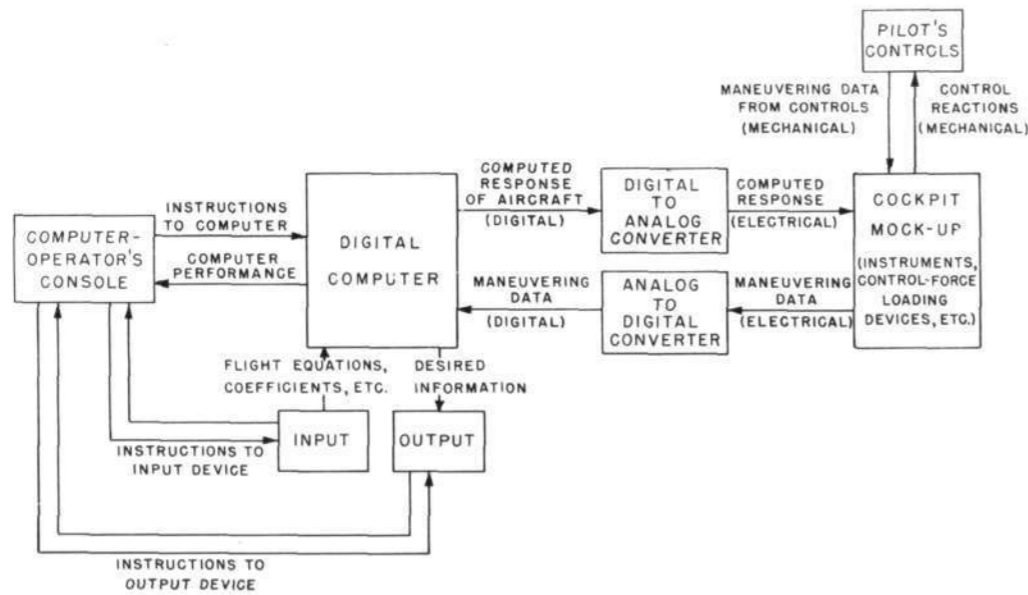 PILOT'S
CONTROLS
MANEUVERING DATA
FROM CONTROLS
(MECHANICAL)
CONTROL
REACTIONS
(MECHANICAL)
COMPUTER-
OPERATOR'S
CONSOLE
INSTRUCTIONS
TO COMPUTER
COMPUTER
PERFORMANCE
DIGITAL
COMPUTER
COMPUTED
RESPONSE
OF AIRCRAFT
(DIGITAL)
DIGITAL
TO
ANALOG
CONVERTER
COMPUTED
RESPONSE
(ELECTRICAL)
COCKPIT
MOCK-UP
(INSTRUMENTS,
CONTROL-FORCE
LOADING
DEVICES, ETC.)
MANEUVERING
DATA
(DIGITAL)
ANALOG
TO
DIGITAL
CONVERTER
MANEUVERING
DATA
(ELECTRICAL)
FLIGHT EQUATIONS,
COEFFICIENTS, ETC.
DESIRED
INFORMATION
INPUT
OUTPUT
INSTRUCTIONS TO
INPUT DEVICE
INSTRUCTIONS TO
OUTPUT DEVICE